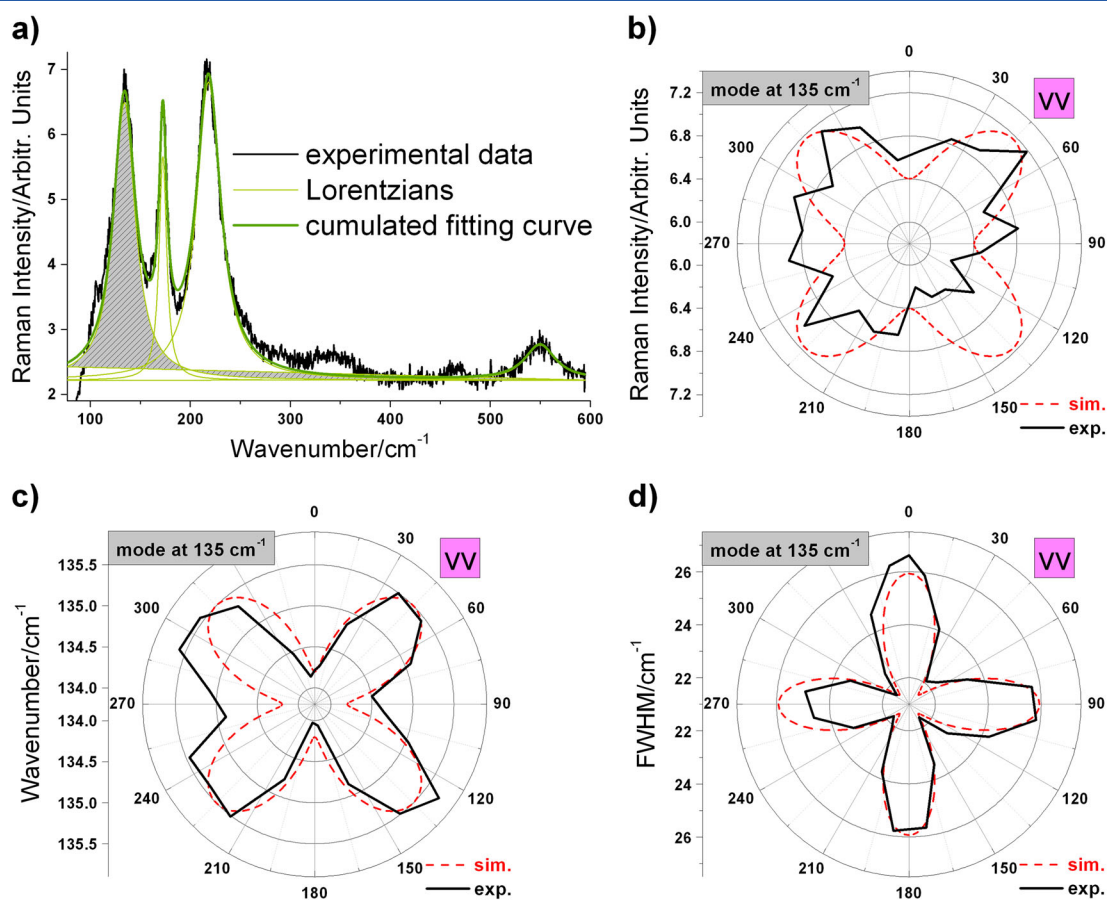 a)
7
6
5
4
3
2
100
200
300
400
500
600
Raman Intensity/Arbitr. Units
Wavenumber/cm⁻¹
experimental data
Lorentzians
cumulated fitting curve
b)
mode at 135 cm⁻¹
VV
Raman Intensity/Arbitr. Units
7.2
6.8
6.4
6.0
6.0
6.4
6.8
7.2
0
30
60
90
120
150
180
210
240
270
300
sim.
exp.
c)
mode at 135 cm⁻¹
VV
Wavenumber/cm⁻¹
135.5
135.0
134.5
134.0
134.0
134.5
135.0
135.5
0
30
60
90
120
150
180
210
240
270
300
sim.
exp.
d)
mode at 135 cm⁻¹
VV
FWHM/cm⁻¹
26
24
22
22
24
26
0
30
60
90
120
150
180
210
240
270
300
sim.
exp.